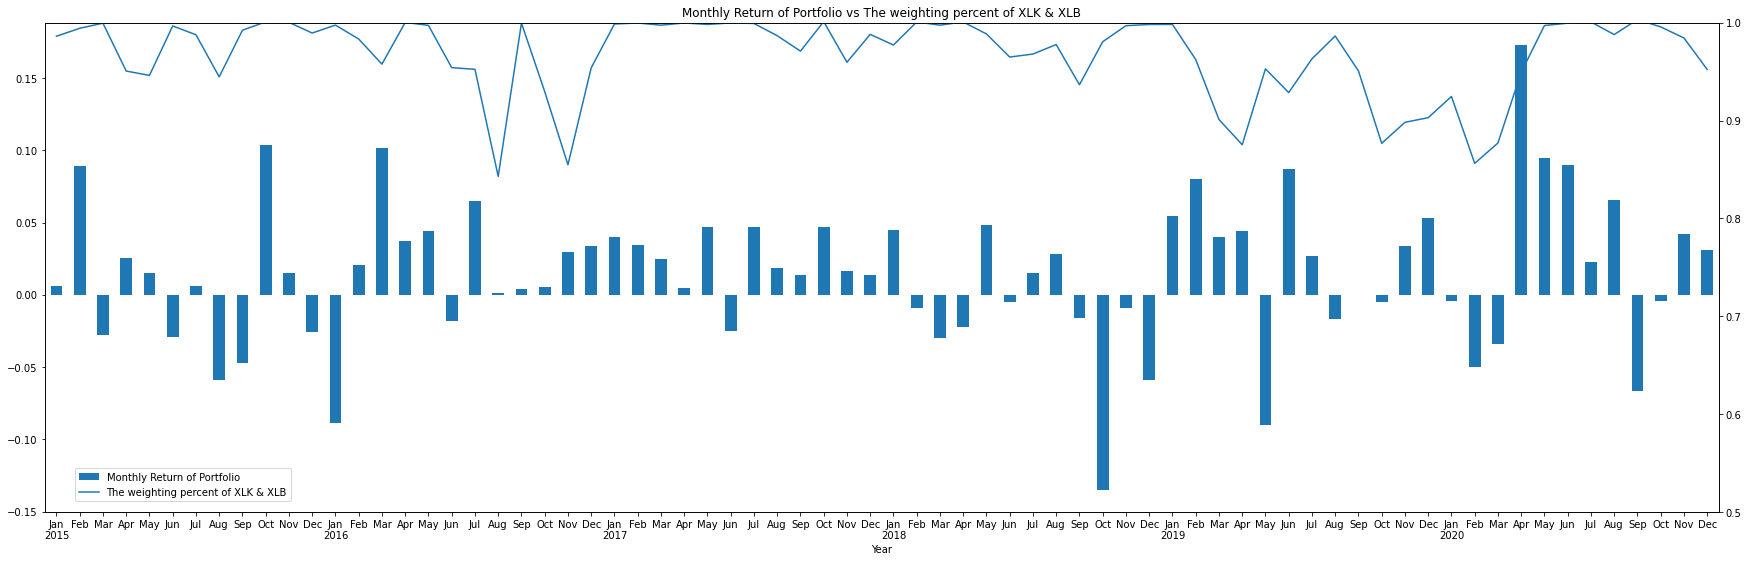 Monthly Return of Portfolio vs The weighting percent of XLK & XLB
0.15
0.10
0.05
0.00
−0.05
−0.10
−0.15
1.0
0.9
0.8
0.7
0.6
0.5
Monthly Return of Portfolio
The weighting percent of XLK & XLB
Jan Feb Mar Apr May Jun Jul Aug Sep Oct Nov Dec Jan Feb Mar Apr May Jun Jul Aug Sep Oct Nov Dec Jan Feb Mar Apr May Jun Jul Aug Sep Oct Nov Dec Jan Feb Mar Apr May Jun Jul Aug Sep Oct Nov Dec Jan Feb Mar Apr May Jun Jul Aug Sep Oct Nov Dec Jan Feb Mar Apr May Jun Jul Aug Sep Oct Nov Dec
2015 2016 2017 2018 2019 2020
Year